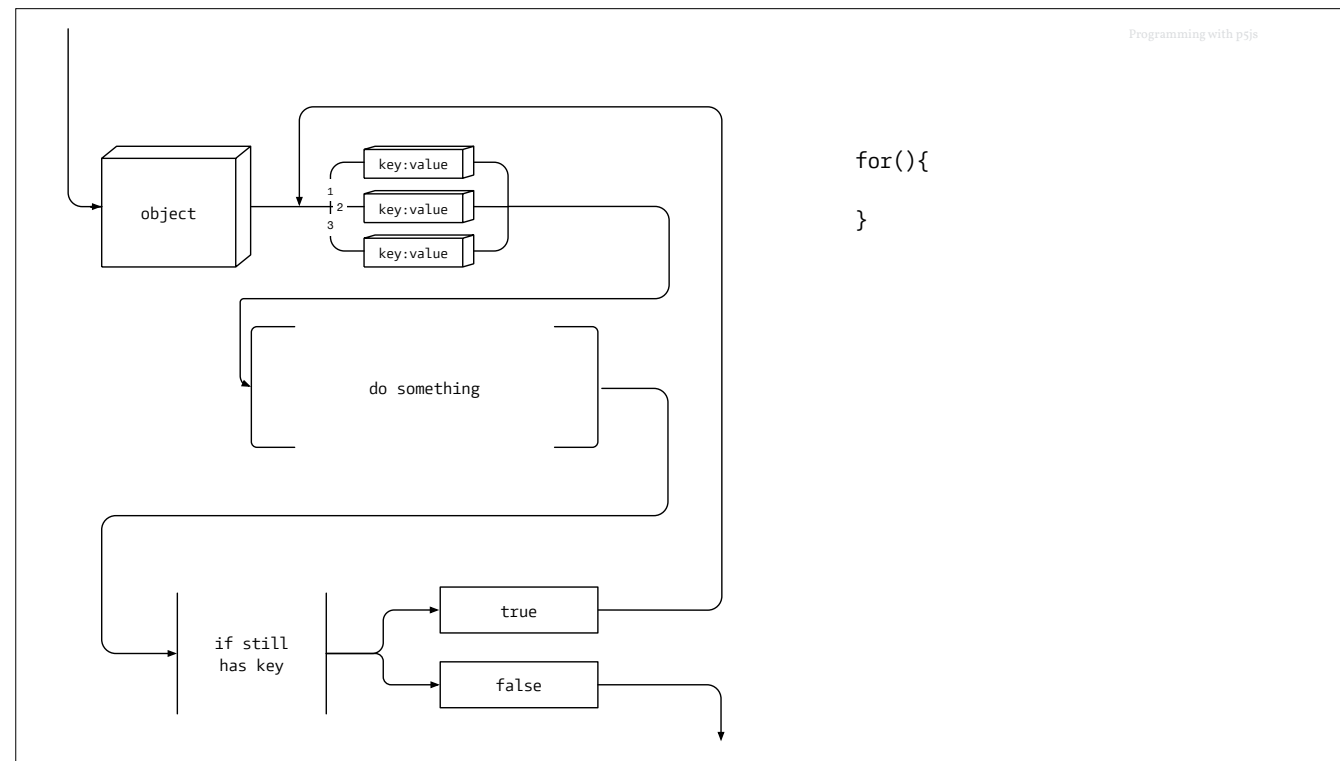 Programming with p5js
object
1
2
3
key:value
key:value
key:value
for(){
}
do something
if still
has key
true
false